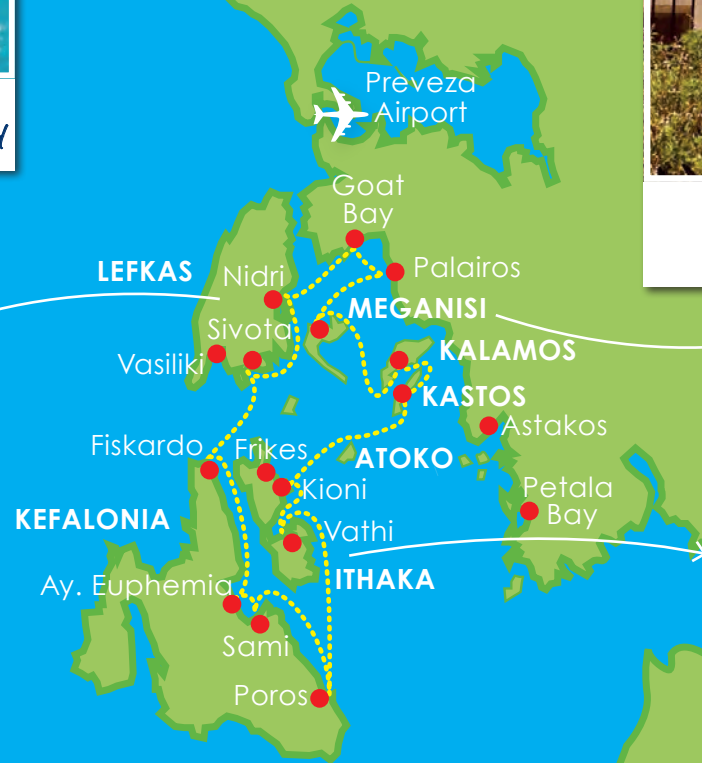 Preveza
Airport
Goat
Bay
LEFKAS
Nidri
Palairos
MEGANISI
Sivota
Vasiliki
KALAMOS
KASTOS
Astakos
Fiskardo
Frikes
ATOKO
Kioni
Petala
Bay
KEFALONIA
Vathi
ITHAKA
Ay. Euphemia
Sami
Poros